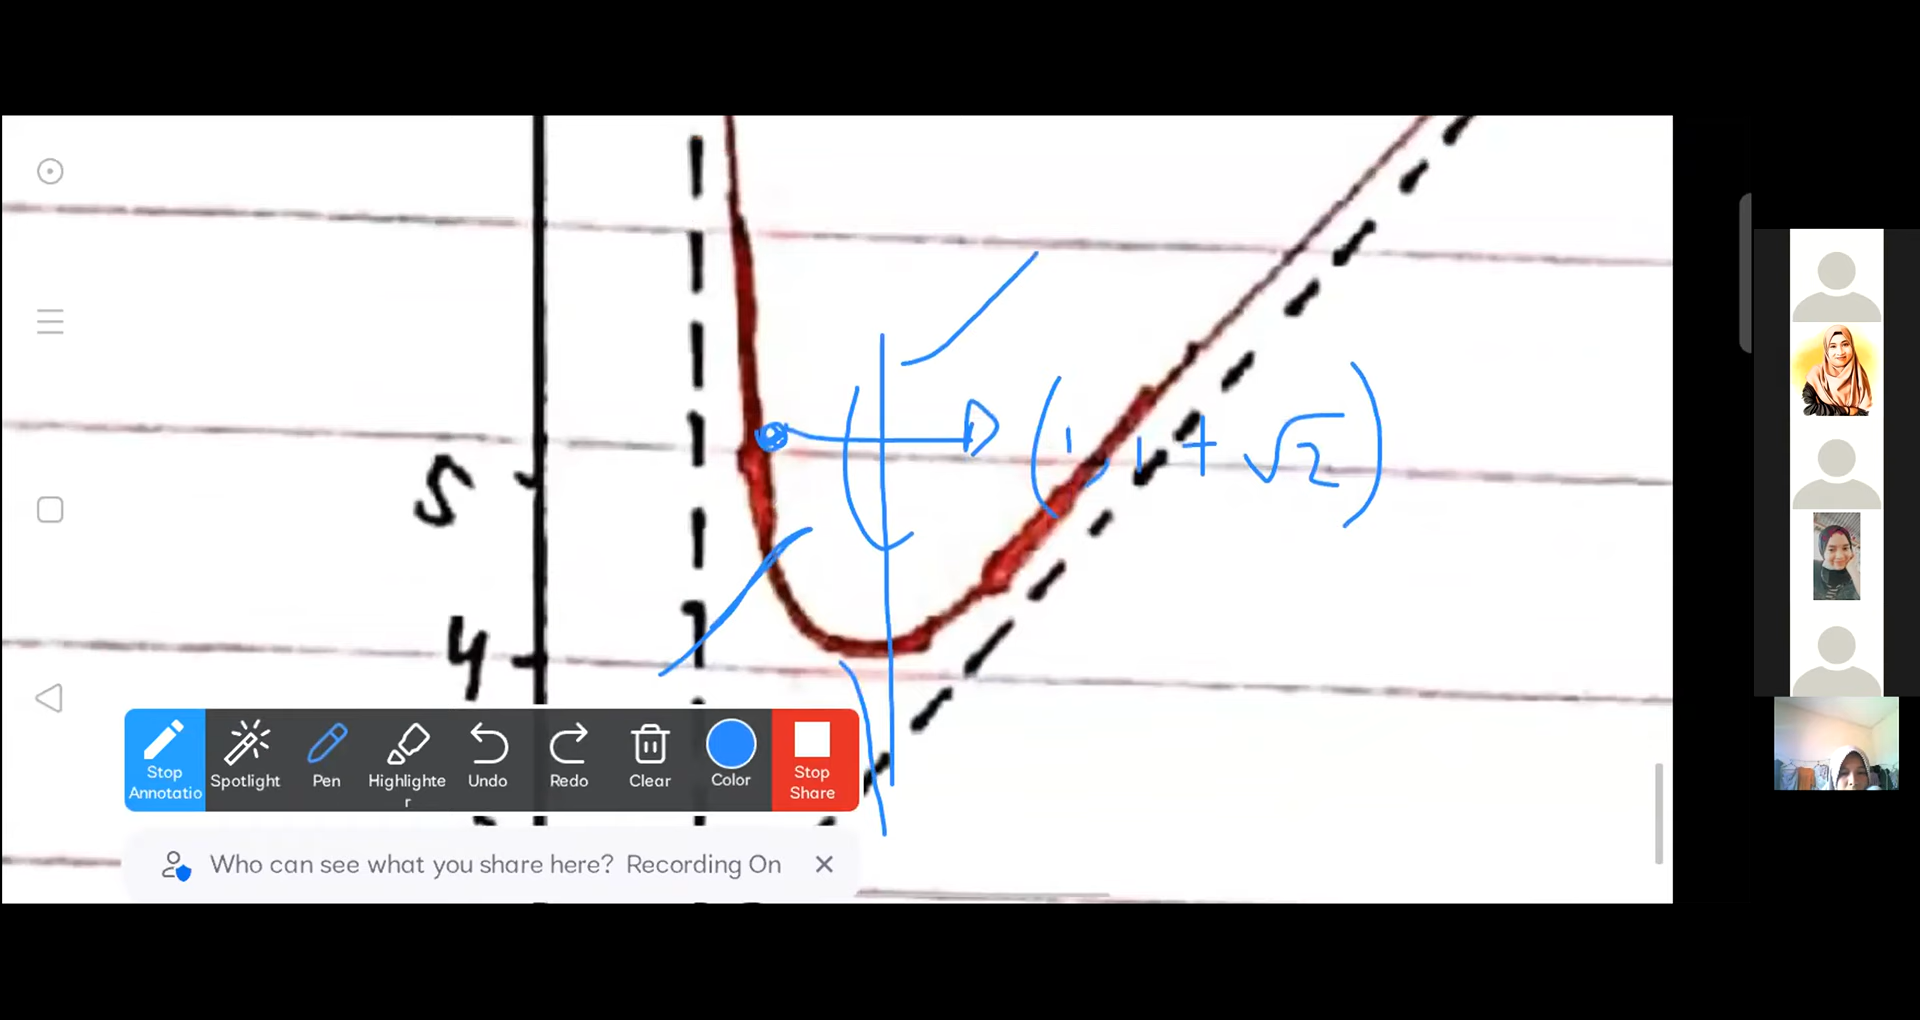 (1, 1 + √2)
5
4
Stop Annotatio
Spotlight
Pen
Highlighte
r
Undo
Redo
Clear
Color
Stop Share
Who can see what you share here? Recording On